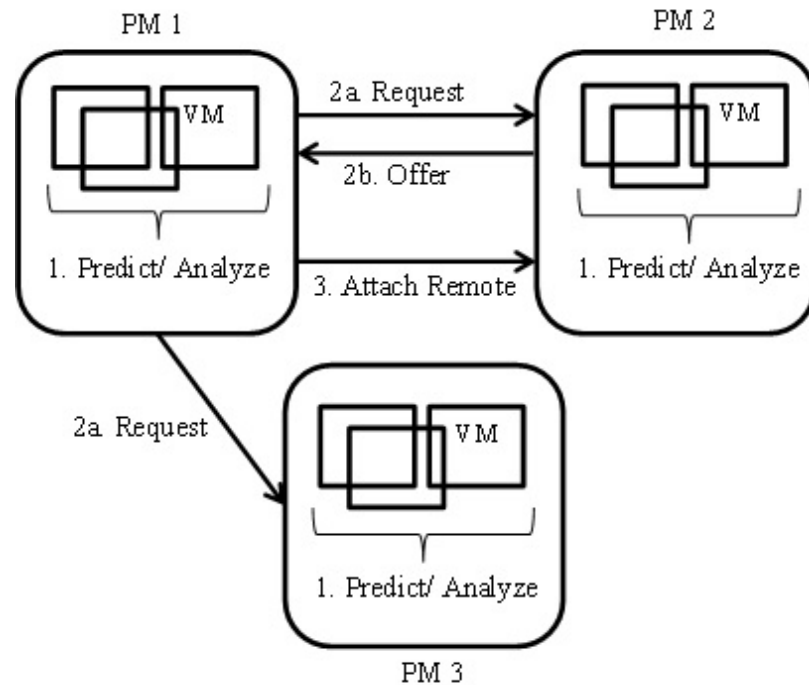 PM 1
PM 2
VM
2a. Request
VM
2b. Offer
1. Predict/ Analyze
3. Attach Remote
1. Predict/ Analyze
2a. Request
VM
1. Predict/ Analyze
PM 3